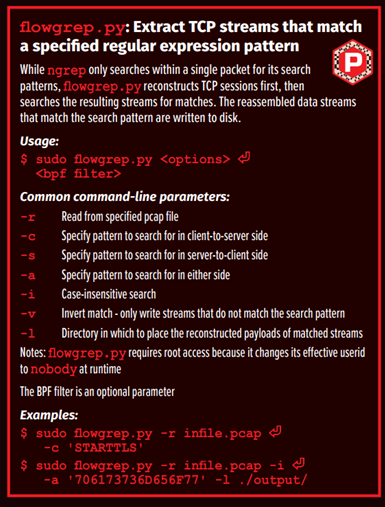 flowgrep.py: Extract TCP streams that match
a specified regular expression pattern
P
While ngrep only searches within a single packet for its search
patterns, flowgrep.py reconstructs TCP sessions first, then
searches the resulting streams for matches. The reassembled data streams
that match the search pattern are written to disk.
Usage:
$ sudo flowgrep.py <options> ⏎
<bpf filter>
Common command-line parameters:
-r Read from specified pcap file
-c Specify pattern to search for in client-to-server side
-s Specify pattern to search for in server-to-client side
-a Specify pattern to search for in either side
-i Case-insensitive search
-v Invert match - only write streams that do not match the search pattern
-l Directory in which to place the reconstructed payloads of matched streams
Notes: flowgrep.py requires root access because it changes its effective userid
to nobody at runtime
The BPF filter is an optional parameter
Examples:
$ sudo flowgrep.py -r infile.pcap ⏎
-c 'STARTTLS'
$ sudo flowgrep.py -r infile.pcap -i ⏎
-a '706173736D656F77' -l ./output/